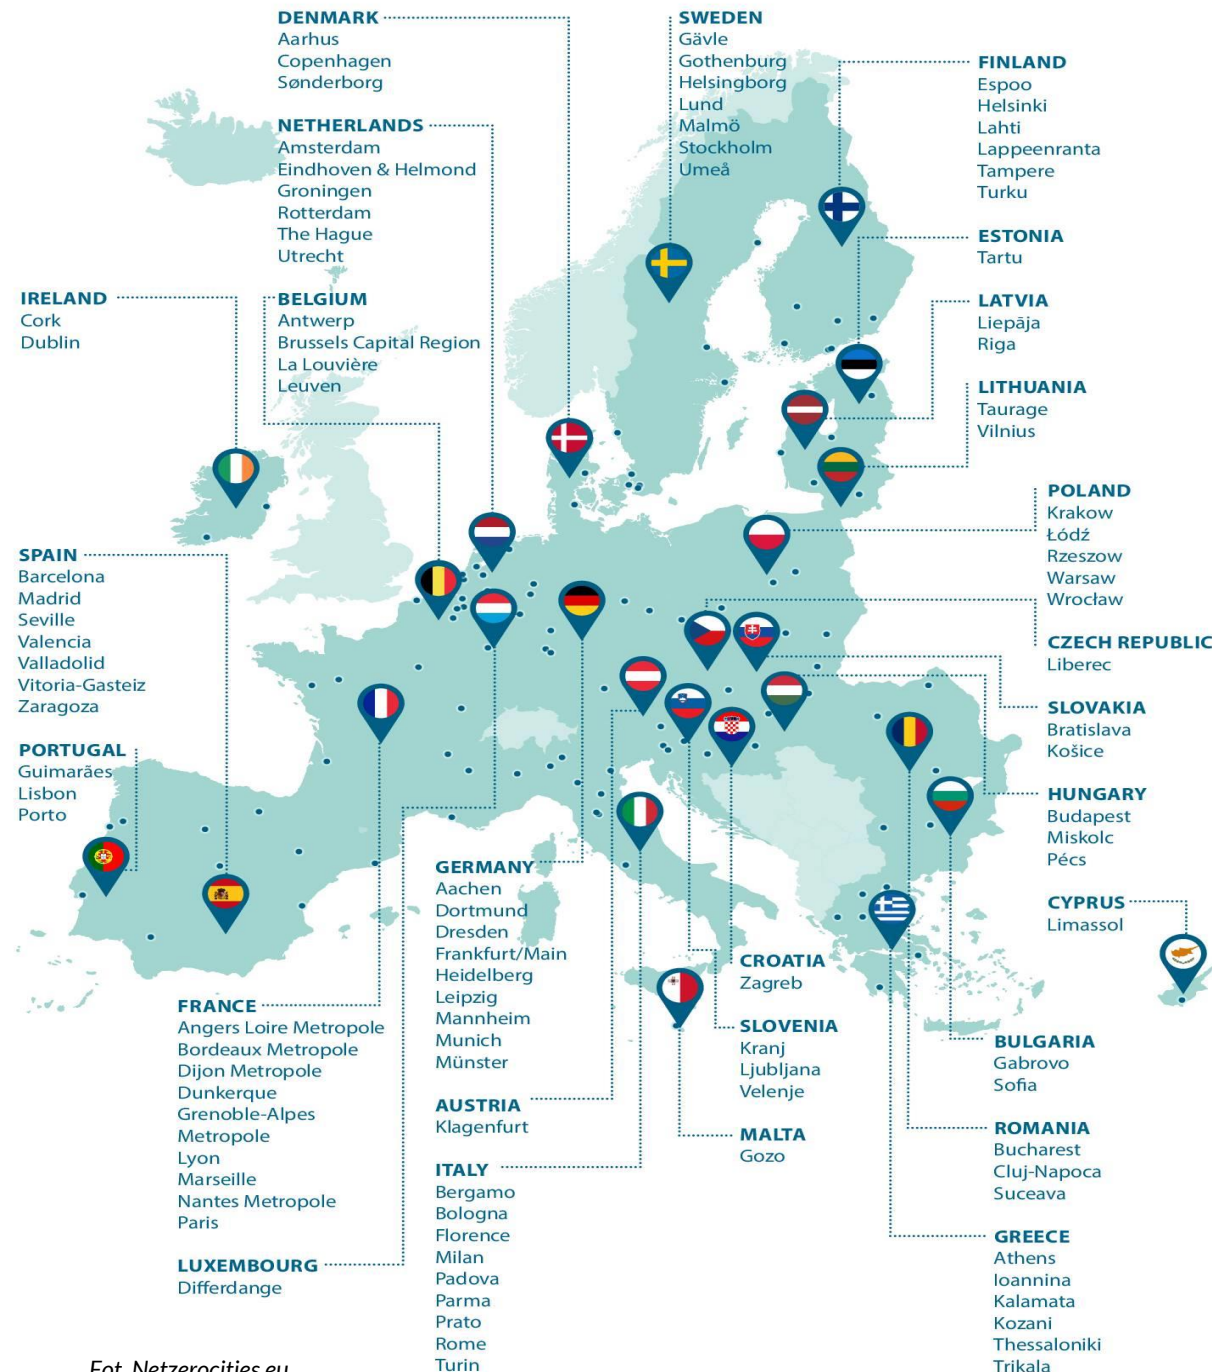 DENMARK
Aarhus
Copenhagen
Sønderborg
NETHERLANDS
Amsterdam
Eindhoven & Helmond
Groningen
Rotterdam
The Hague
Utrecht
SWEDEN
Gävle
Gothenburg
Helsingborg
Lund
Malmö
Stockholm
Umeå
FINLAND
Espoo
Helsinki
Lahti
Lappeenranta
Tampere
Turku
ESTONIA
Tartu
LATVIA
Liepāja
Riga
LITHUANIA
Taurage
Vilnius
IRELAND
Cork
Dublin
BELGIUM
Antwerp
Brussels Capital Region
La Louvière
Leuven
POLAND
Krakow
Łódź
Rzeszow
Warsaw
Wrocław
CZECH REPUBLIC
Liberec
SLOVAKIA
Bratislava
Košice
HUNGARY
Budapest
Miskolc
Pécs
CYPRUS
Limassol
SPAIN
Barcelona
Madrid
Seville
Valencia
Valladolid
Vitoria-Gasteiz
Zaragoza
PORTUGAL
Guimarães
Lisbon
Porto
FRANCE
Angers Loire Metropole
Bordeaux Metropole
Dijon Metropole
Dunkerque
Grenoble-Alpes
Metropole
Lyon
Marseille
Nantes Metropole
Paris
LUXEMBOURG
Differdange
GERMANY
Aachen
Dortmund
Dresden
Frankfurt/Main
Heidelberg
Leipzig
Mannheim
Munich
Münster
AUSTRIA
Klagenfurt
ITALY
Bergamo
Bologna
Florence
Milan
Padova
Parma
Prato
Rome
Turin
CROATIA
Zagreb
SLOVENIA
Kranj
Ljubljana
Velenje
MALTA
Gozo
BULGARIA
Gabrovo
Sofia
ROMANIA
Bucharest
Cluj-Napoca
Suceava
GREECE
Athens
Ioannina
Kalamata
Kozani
Thessaloniki
Trikala
Fot. Netzerocities.eu